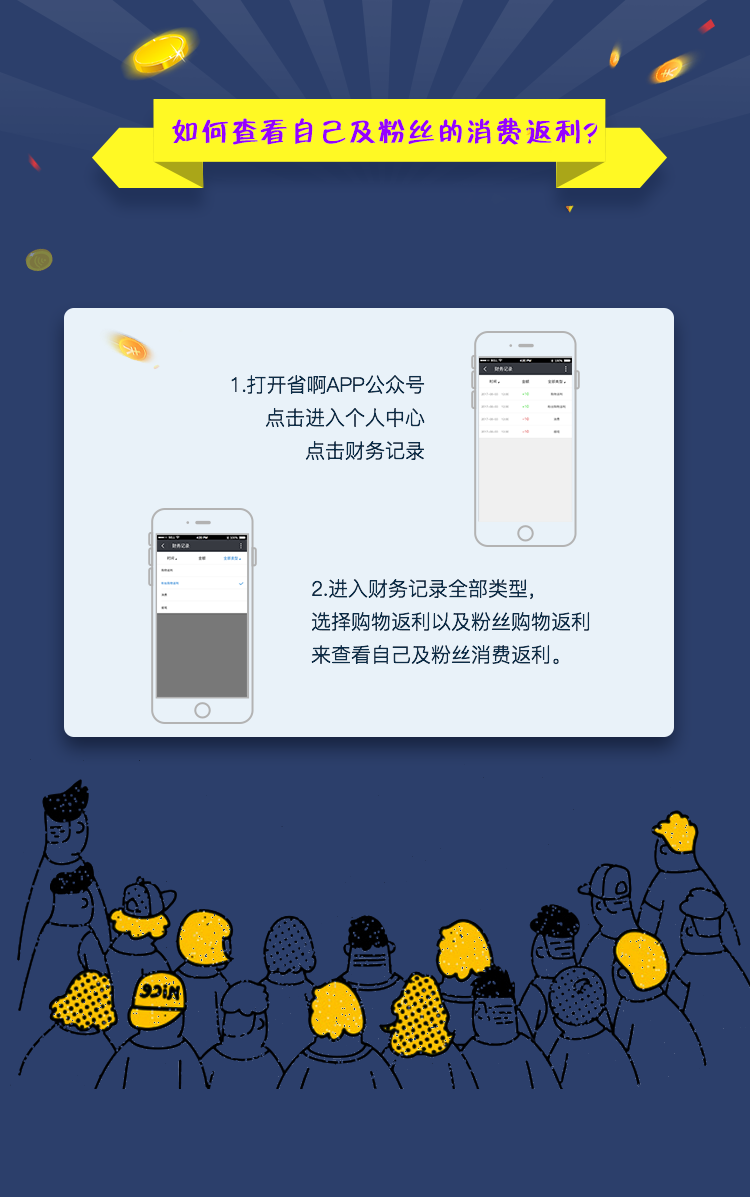 如何查看自己及粉丝的消费返利?
1.打开省啊APP公众号
点击进入个人中心
点击财务记录
财务记录
时间 金额 全部类型
财务记录
时间 金额 全部类型
2.进入财务记录全部类型,
选择购物返利以及粉丝购物返利
来查看自己及粉丝消费返利。